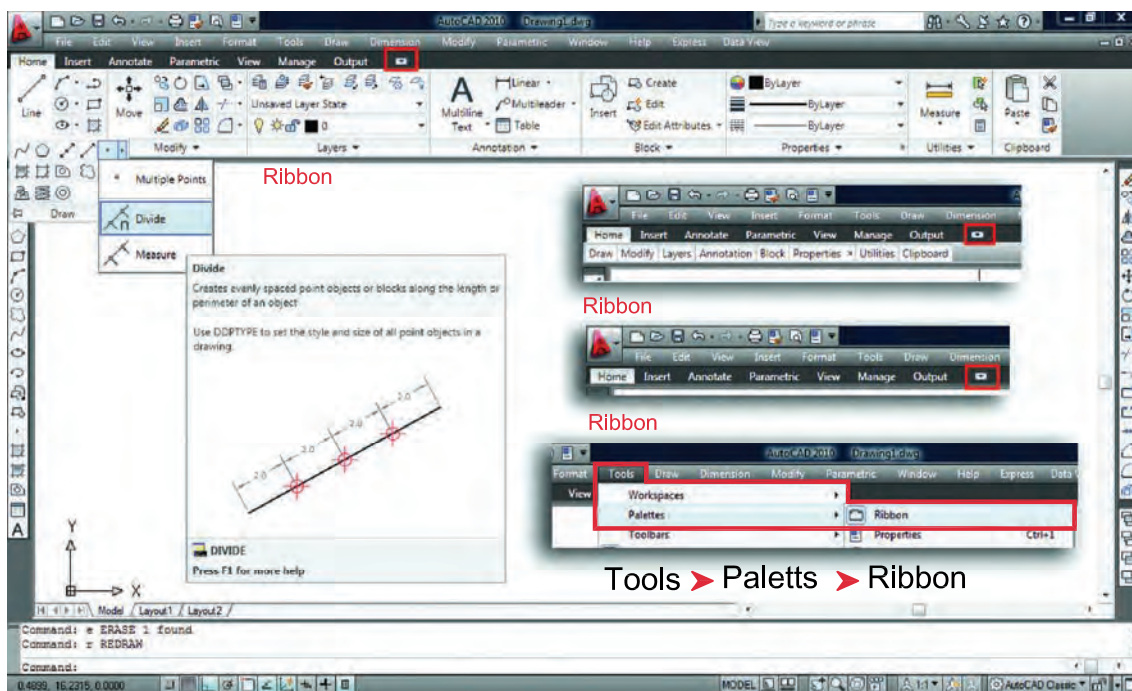 AutoCAD 2010 Drawing1.dwg Type a keyword or phrase
File Edit View Insert Format Tools Draw Dimension Modify Parametric Window Help Express Data View
Home Insert Annotate Parametric View Manage Output
Line
Move
Unsaved Layer State
0
Multiline
Text
Linear
Multileader
Table
Insert
Create
Edit
Edit Attributes
ByLayer
ByLayer
ByLayer
Measure
Paste
Modify Layers Annotation Block Properties Utilities Clipboard
Draw
Multiple Points
Divide
Measure
Ribbon
Divide
Creates evenly spaced point objects or blocks along the length or
perimeter of an object
Use DDPTYPE to set the style and size of all point objects in a
drawing.
2.0
2.0
2.0
2.0
DIVIDE
Press F1 for more help
File Edit View Insert Format Tools Draw Dimension
Home Insert Annotate Parametric View Manage Output
Draw Modify Layers Annotation Block Properties Utilities Clipboard
Ribbon
File Edit View Insert Format Tools Draw Dimension
Home Insert Annotate Parametric View Manage Output
Ribbon
AutoCAD 2010 Drawing1.dwg
Format Tools Draw Dimension Modify Parametric Window Help Express Data
View
Workspaces
Palettes
Ribbon
Toolbars
Properties Ctrl+1
Tools ➤ Paletts ➤ Ribbon
A
Y
X
Model Layout1 Layout2
Command: e ERASE 1 found
Command: r REDRAW
Command:
0.4899, 16.2315, 0.0000 MODEL 1:1 AutoCAD Classic